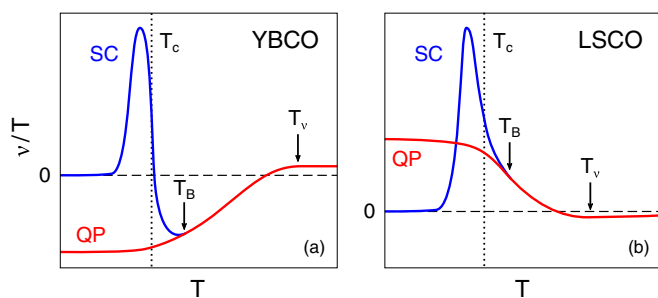 SC
T_c
YBCO
ν/T
T_ν
0
T_B
QP
(a)
T
SC
T_c
LSCO
T_B
QP
T_ν
0
(b)
T